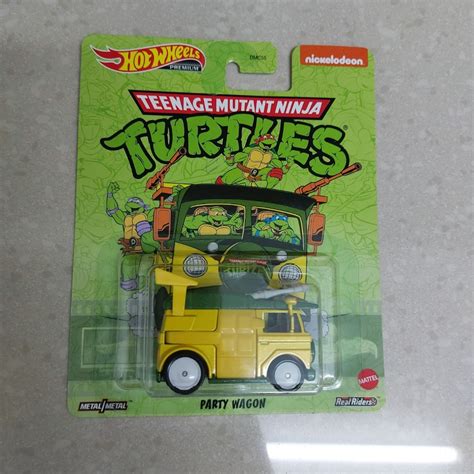 Hot Wheels
PREMIUM
nickelodeon
TEENAGE MUTANT NINJA
TURTLES
METAL/METAL
PARTY WAGON
MATTEL
Real Riders